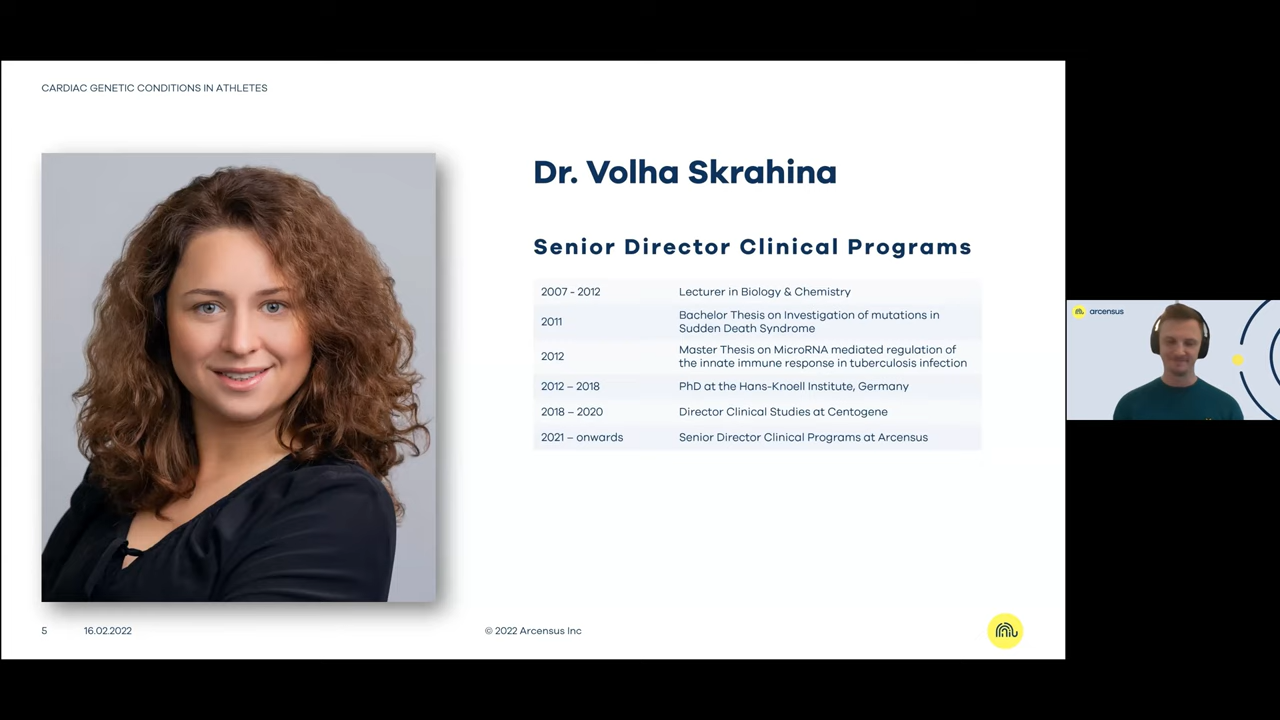 CARDIAC GENETIC CONDITIONS IN ATHLETES
Dr. Volha Skrahina
Senior Director Clinical Programs
2007 - 2012 Lecturer in Biology & Chemistry
2011 Bachelor Thesis on Investigation of mutations in
Sudden Death Syndrome
2012 Master Thesis on MicroRNA mediated regulation of
the innate immune response in tuberculosis infection
2012 – 2018 PhD at the Hans-Knoell Institute, Germany
2018 – 2020 Director Clinical Studies at Centogene
2021 – onwards Senior Director Clinical Programs at Arcensus
5 16.02.2022 © 2022 Arcensus Inc
arcensus